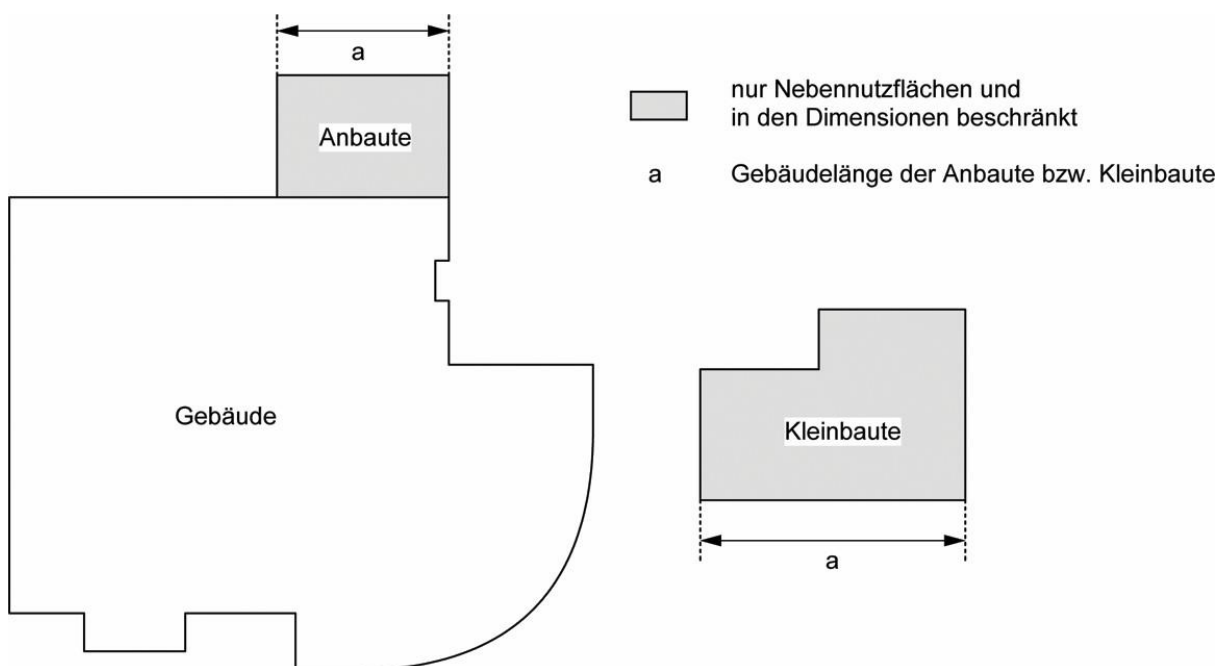 a
Anbaute
nur Nebennutzflächen und
in den Dimensionen beschränkt
a
Gebäudelänge der Anbaute bzw. Kleinbaute
Gebäude
Kleinbaute
a